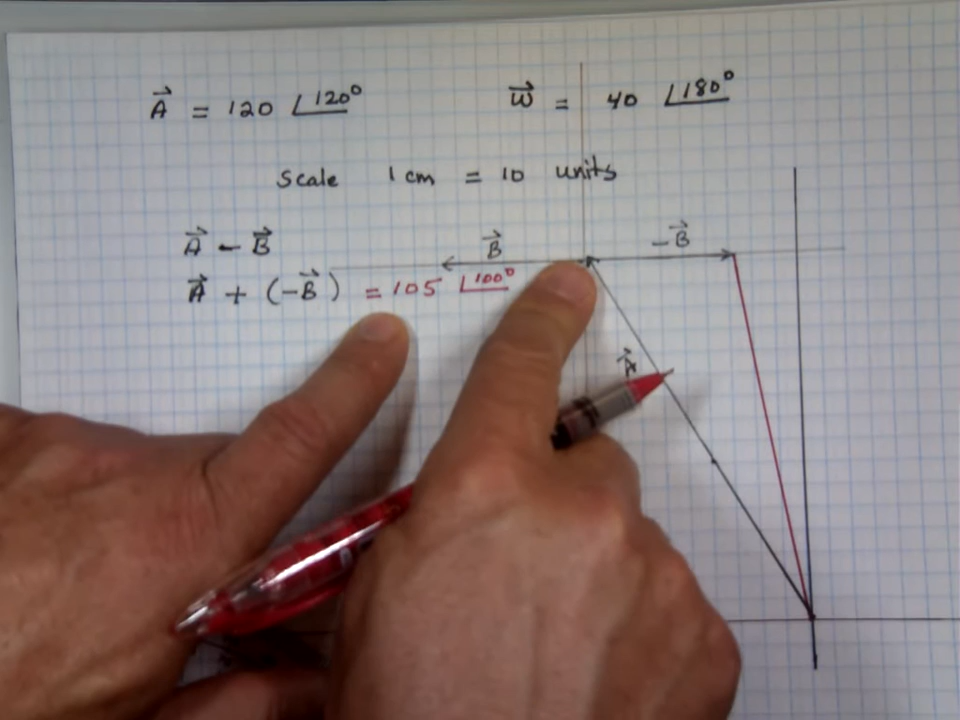 A⃗ = 120 ∠120° w⃗ = 40 ∠180°
Scale 1 cm = 10 units
A⃗ - B⃗
A⃗ + (-B⃗) = 105 ∠100°
B⃗
-B⃗
A⃗